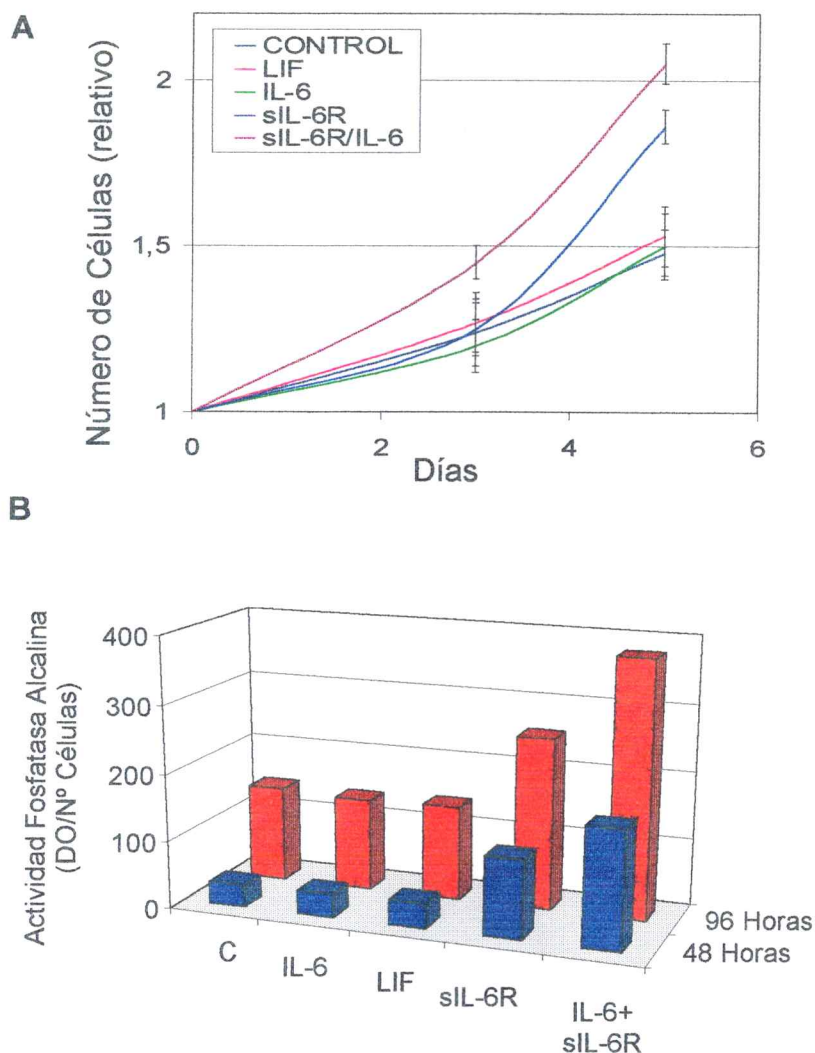 A
Número de Células (relativo)
CONTROL
LIF
IL-6
sIL-6R
sIL-6R/IL-6
2
1,5
1
0
2
4
6
Días
B
Actividad Fosfatasa Alcalina
(DO/Nº Células)
400
300
200
100
0
C
IL-6
LIF
sIL-6R
IL-6+
sIL-6R
96 Horas
48 Horas